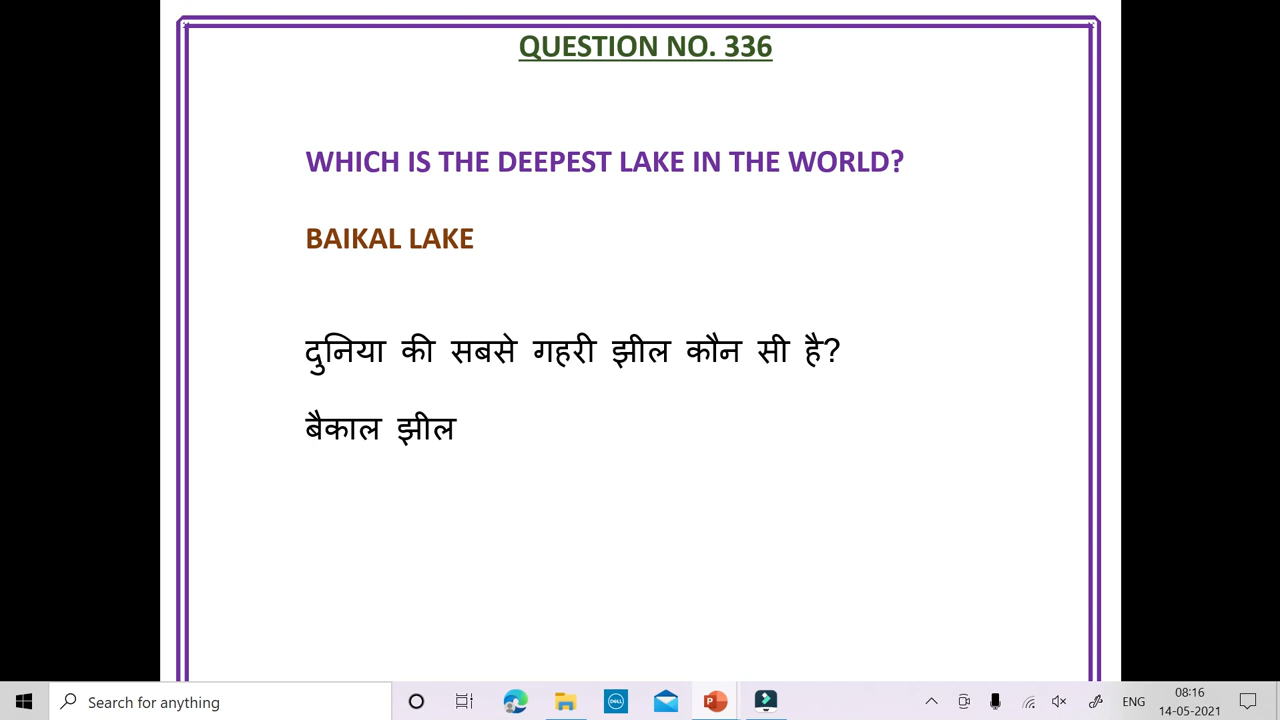 QUESTION NO. 336
WHICH IS THE DEEPEST LAKE IN THE WORLD?
BAIKAL LAKE
दुनिया की सबसे गहरी झील कौन सी है?
बैकाल झील
Search for anything
DELL
P
ENG
08:16
14-05-2021